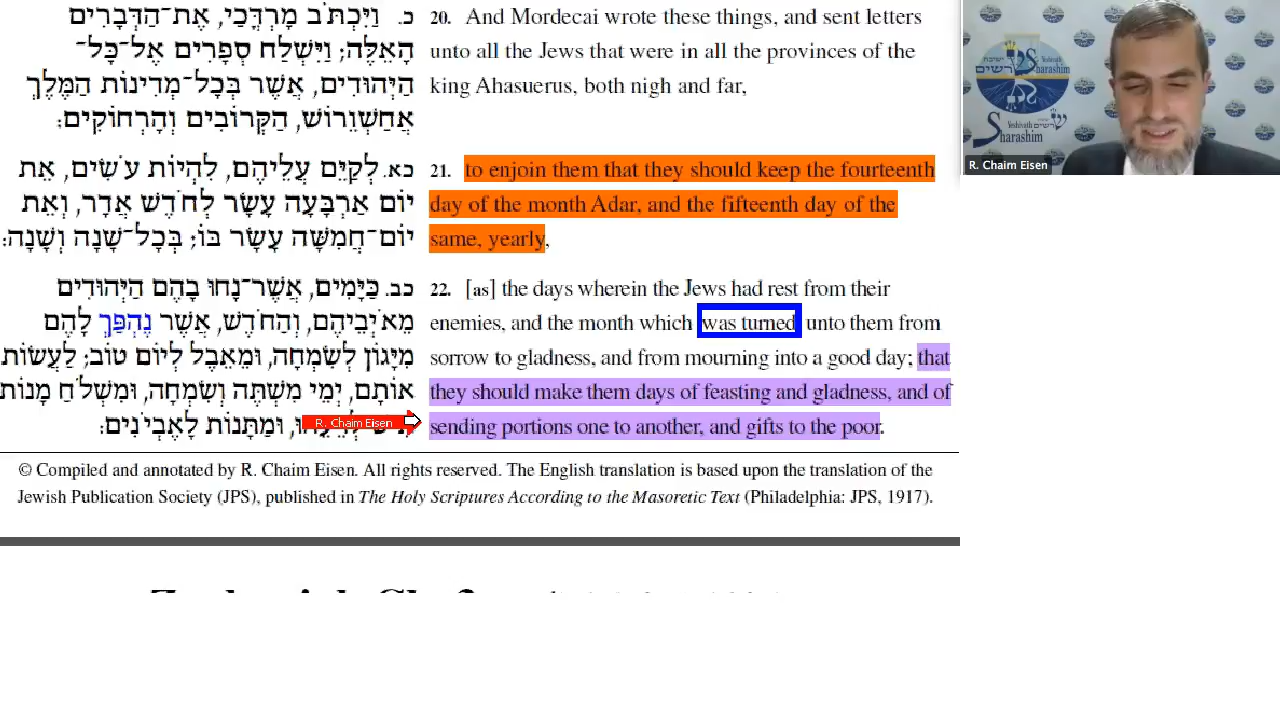 כ. וַיִּכְתֹּב מָרְדֳּכַי, אֶת־הַדְּבָרִים
הָאֵלֶּה; וַיִּשְׁלַח סְפָרִים אֶל־כָּל־
הַיְּהוּדִים, אֲשֶׁר בְּכָל־מְדִינוֹת הַמֶּלֶךְ
אֲחַשְׁוֵרוֹשׁ, הַקְּרוֹבִים וְהָרְחוֹקִים:
20. And Mordecai wrote these things, and sent letters
unto all the Jews that were in all the provinces of the
king Ahasuerus, both nigh and far,
כא. לְקַיֵּם עֲלֵיהֶם, לִהְיוֹת עֹשִׂים, אֵת
יוֹם אַרְבָּעָה עָשָׂר לְחֹדֶשׁ אֲדָר, וְאֵת
יוֹם־חֲמִשָּׁה עָשָׂר בּוֹ; בְּכָל־שָׁנָה וְשָׁנָה:
21. to enjoin them that they should keep the fourteenth
day of the month Adar, and the fifteenth day of the
same, yearly,
כב. כַּיָּמִים, אֲשֶׁר־נָחוּ בָהֶם הַיְּהוּדִים
מֵאֹיְבֵיהֶם, וְהַחֹדֶשׁ, אֲשֶׁר נֶהְפַּךְ לָהֶם
מִיָּגוֹן לְשִׂמְחָה, וּמֵאֵבֶל לְיוֹם טוֹב; לַעֲשׂוֹת
אוֹתָם, יְמֵי מִשְׁתֶּה וְשִׂמְחָה, וּמִשְׁלֹחַ מָנוֹת
וּמַתָּנוֹת לָאֶבְיֹנִים:
R. Chaim Eisen
22. [as] the days wherein the Jews had rest from their
enemies, and the month which was turned unto them from
sorrow to gladness, and from mourning into a good day; that
they should make them days of feasting and gladness, and of
sending portions one to another, and gifts to the poor.
© Compiled and annotated by R. Chaim Eisen. All rights reserved. The English translation is based upon the translation of the
Jewish Publication Society (JPS), published in The Holy Scriptures According to the Masoretic Text (Philadelphia: JPS, 1917).
ישיבת
שרשים
Yeshivath
Sharashim
Yeshivath שרשים
Sharashim
R. Chaim Eisen